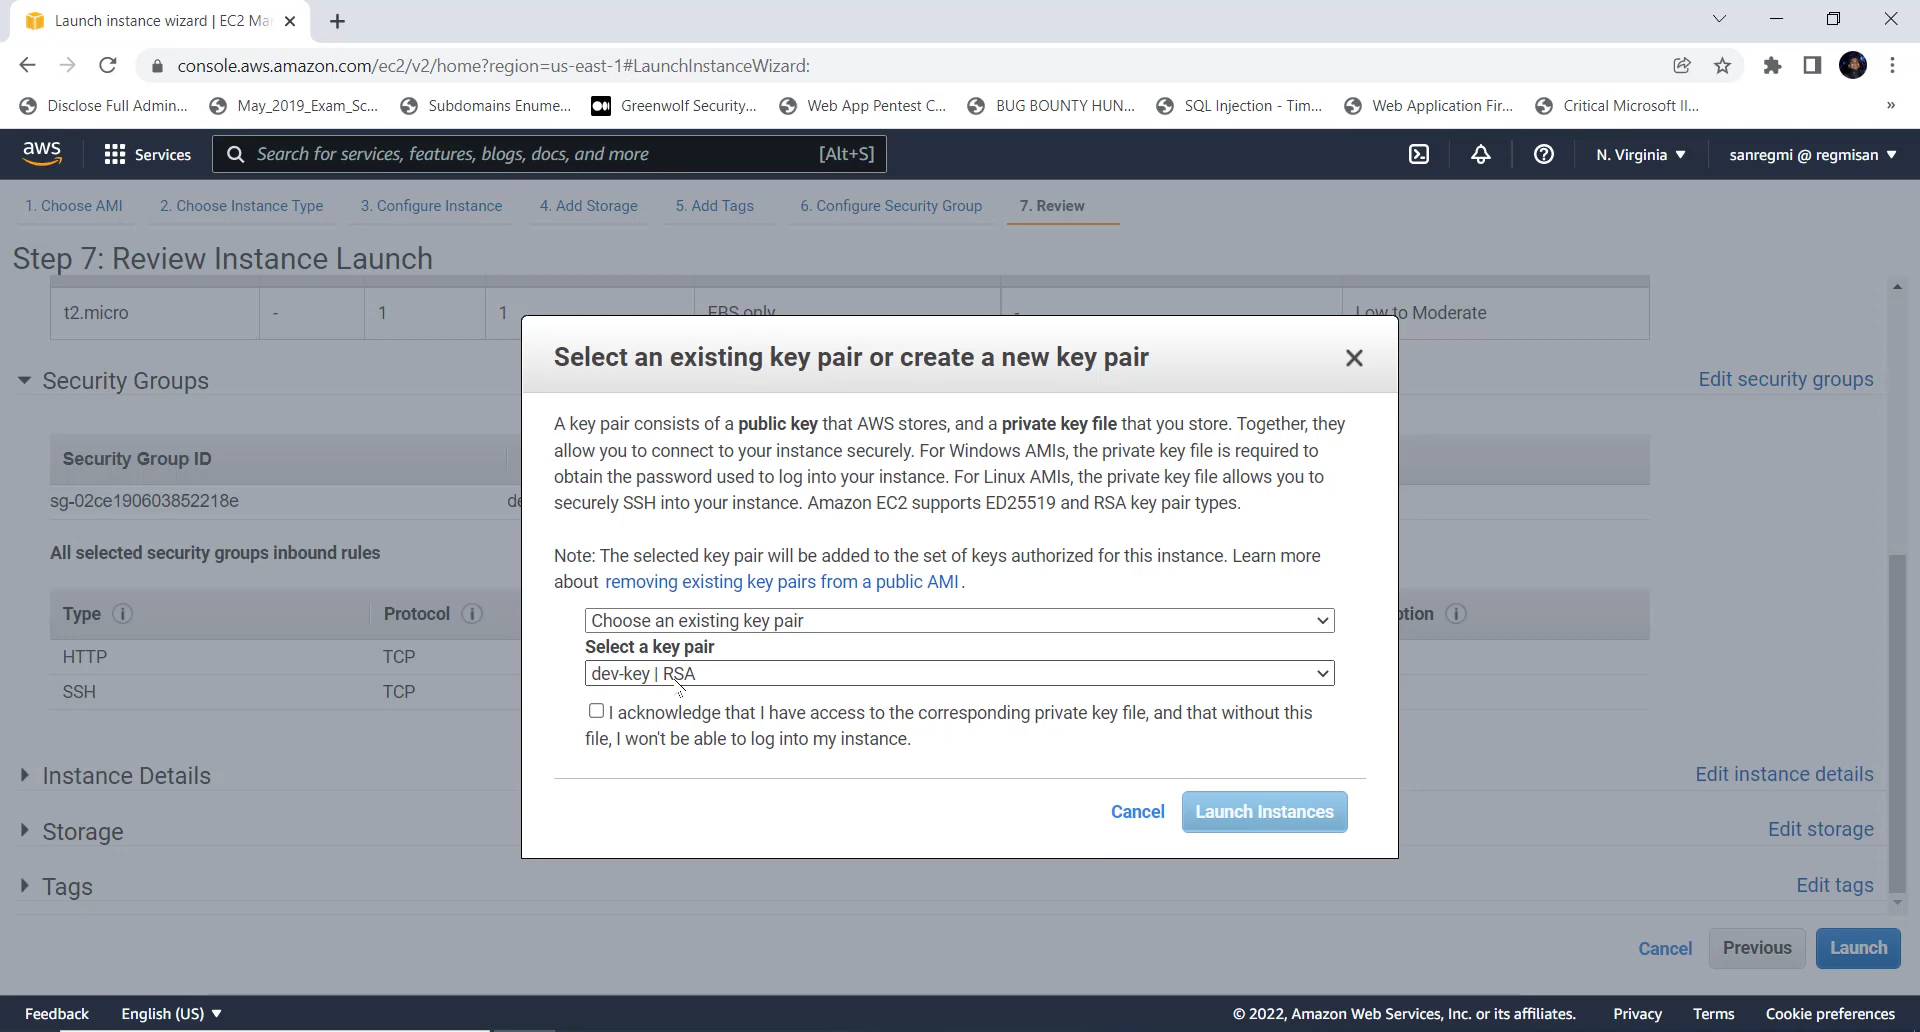 Launch instance wizard | EC2 Ma
console.aws.amazon.com/ec2/v2/home?region=us-east-1#LaunchInstanceWizard:
Disclose Full Admin... May_2019_Exam_Sc... Subdomains Enume... Greenwolf Security... Web App Pentest C... BUG BOUNTY HUN... SQL Injection - Tim... Web Application Fir... Critical Microsoft II... »
aws Services Search for services, features, blogs, docs, and more [Alt+S] N. Virginia sanregmi @ regmisan
1. Choose AMI 2. Choose Instance Type 3. Configure Instance 4. Add Storage 5. Add Tags 6. Configure Security Group 7. Review
Step 7: Review Instance Launch
t2.micro - 1 1 EBS only - Low to Moderate
Select an existing key pair or create a new key pair
Security Groups Edit security groups
A key pair consists of a public key that AWS stores, and a private key file that you store. Together, they
allow you to connect to your instance securely. For Windows AMIs, the private key file is required to
obtain the password used to log into your instance. For Linux AMIs, the private key file allows you to
securely SSH into your instance. Amazon EC2 supports ED25519 and RSA key pair types.
Security Group ID
sg-02ce190603852218e de
All selected security groups inbound rules
Note: The selected key pair will be added to the set of keys authorized for this instance. Learn more
about removing existing key pairs from a public AMI.
Type Protocol tion
Choose an existing key pair
Select a key pair
dev-key | RSA
HTTP TCP
SSH TCP
I acknowledge that I have access to the corresponding private key file, and that without this
file, I won't be able to log into my instance.
Instance Details Edit instance details
Cancel Launch Instances
Storage Edit storage
Tags Edit tags
Cancel Previous Launch
Feedback English (US) © 2022, Amazon Web Services, Inc. or its affiliates. Privacy Terms Cookie preferences